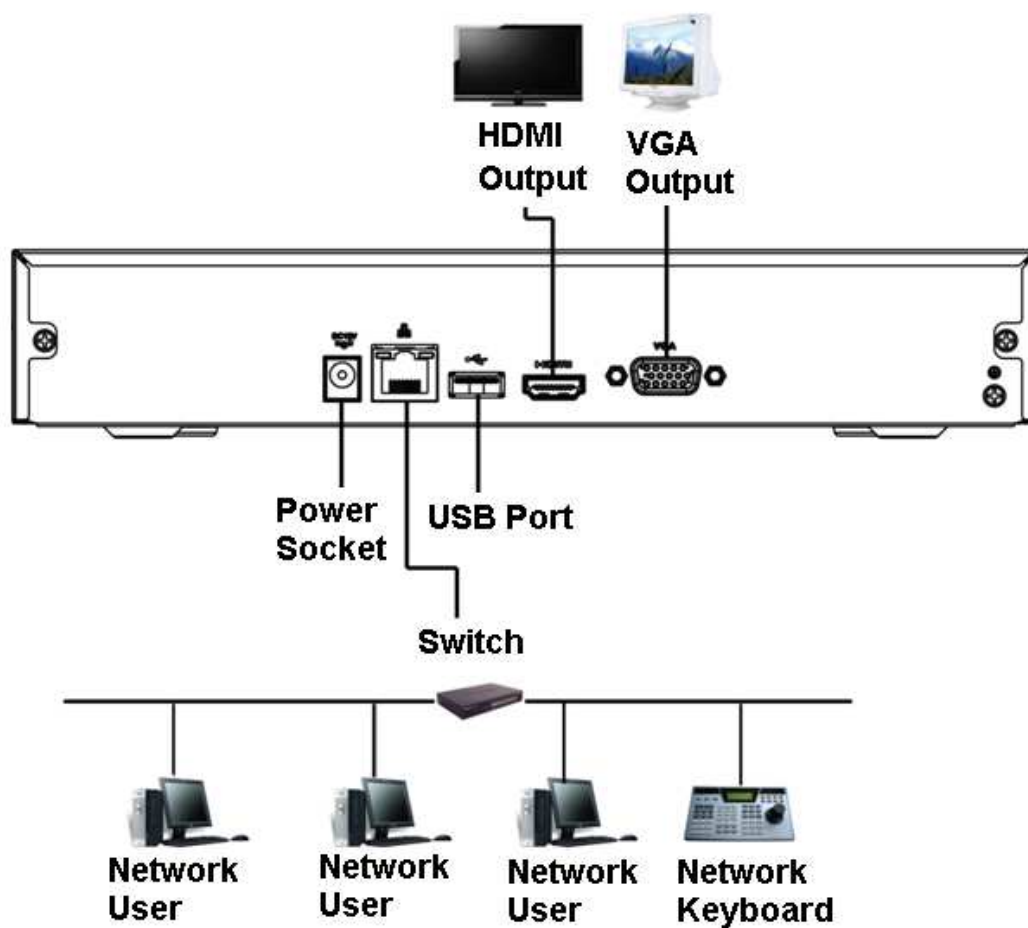 HDMI
Output
VGA
Output
VGA
Power
Socket
USB Port
Switch
Network
User
Network
User
Network
User
Network
Keyboard